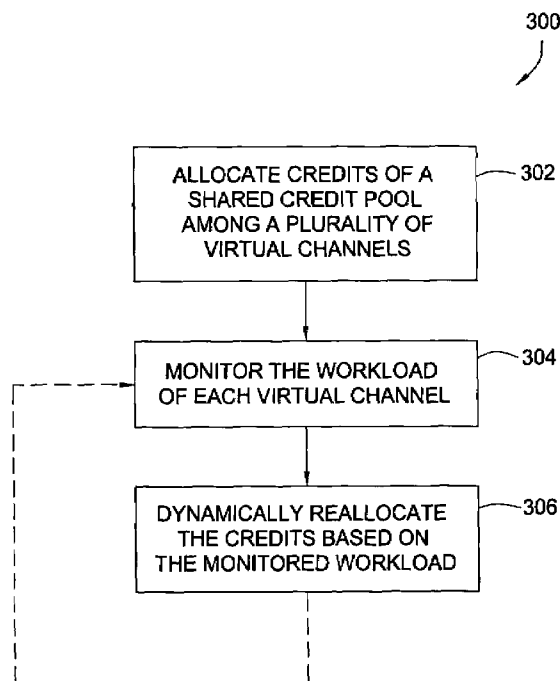 300
ALLOCATE CREDITS OF A
SHARED CREDIT POOL
AMONG A PLURALITY OF
VIRTUAL CHANNELS
302
MONITOR THE WORKLOAD
OF EACH VIRTUAL CHANNEL
304
DYNAMICALLY REALLOCATE
THE CREDITS BASED ON
THE MONITORED WORKLOAD
306